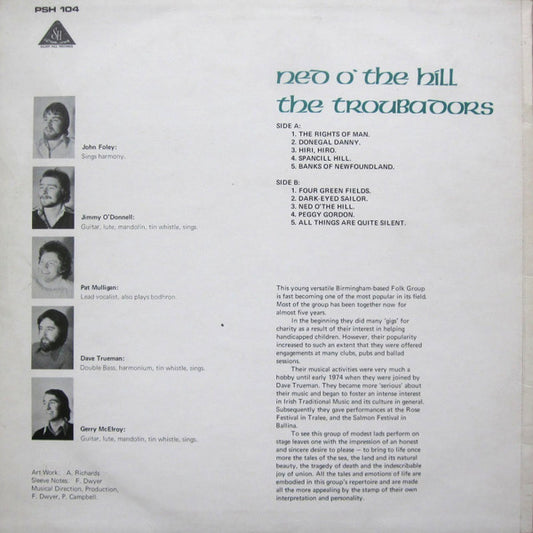 PSH 104
SH
ned o' the hill
the troubadors
SIDE A:
1. THE RIGHTS OF MAN.
2. DONEGAL DANNY.
3. HIRI, HIRO.
4. SPANCILL HILL.
5. BANKS OF NEWFOUNDLAND.
SIDE B:
1. FOUR GREEN FIELDS.
2. DARK-EYED SAILOR.
3. NED O'THE HILL.
4. PEGGY GORDON.
5. ALL THINGS ARE QUITE SILENT.
John Foley:
Sings harmony.
Jimmy O'Donnell:
Guitar, lute, mandolin, tin whistle, sings.
Pat Mulligan:
Lead vocalist, also plays bodhron.
Dave Trueman:
Double Bass, harmonium, tin whistle, sings.
Gerry McElroy:
Guitar, lute, mandolin, tin whistle, sings.
Art Work: A. Richards
Sleeve Notes: F. Dwyer
Musical Direction, Production,
F. Dwyer, P. Campbell.
This young versatile Birmingham-based Folk Group
is fast becoming one of the most popular in its field.
Most of the group has been together now for
almost five years.
In the beginning they did many 'gigs' for
charity as a result of their interest in helping
handicapped children. However, their popularity
increased to such an extent that they were offered
engagements at many clubs, pubs and ballad
sessions.
Their musical activities were very much a
hobby until early 1974 when they were joined by
Dave Trueman. They became more 'serious' about
their music and began to foster an intense interest
in Irish Traditional Music and its culture in general.
Subsequently they gave performances at the Rose
Festival in Tralee, and the Salmon Festival in
Ballina.
To see this group of modest lads perform on
stage leaves one with the impression of an honest
and sincere desire to please – to bring to life once
more the tales of the sea, the land and its natural
beauty, the tragedy of death and the indescribable
joy of union. All the tales and emotions of life are
embodied in this group's repertoire and are made
all the more appealing by the stamp of their own
interpretation and personality.